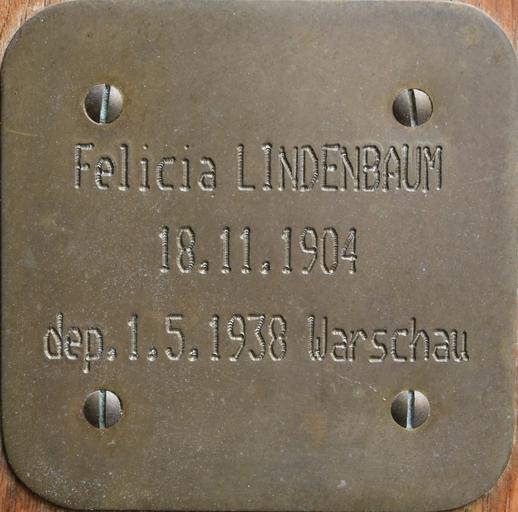 Felicia LINDENBAUM
18.11.1904
dep.1.5.1938 Warschau